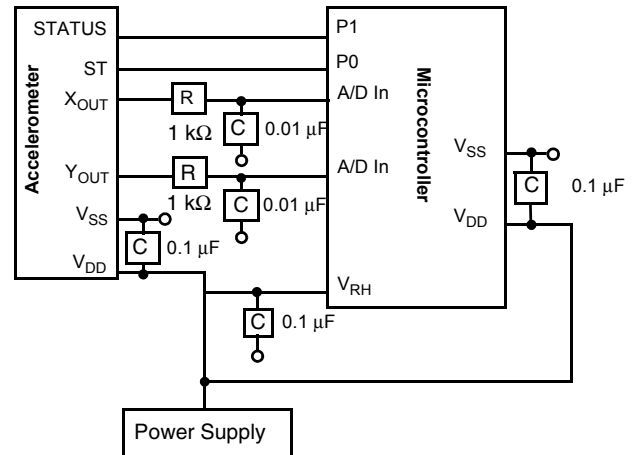 STATUS
ST
XOUT
YOUT
VSS
VDD
Accelerometer
R
1 kΩ
C
0.01 μF
R
1 kΩ
C
0.01 μF
C
0.1 μF
P1
P0
A/D In
A/D In
VRH
Microcontroller
VSS
VDD
C
0.1 μF
C
0.1 μF
Power Supply